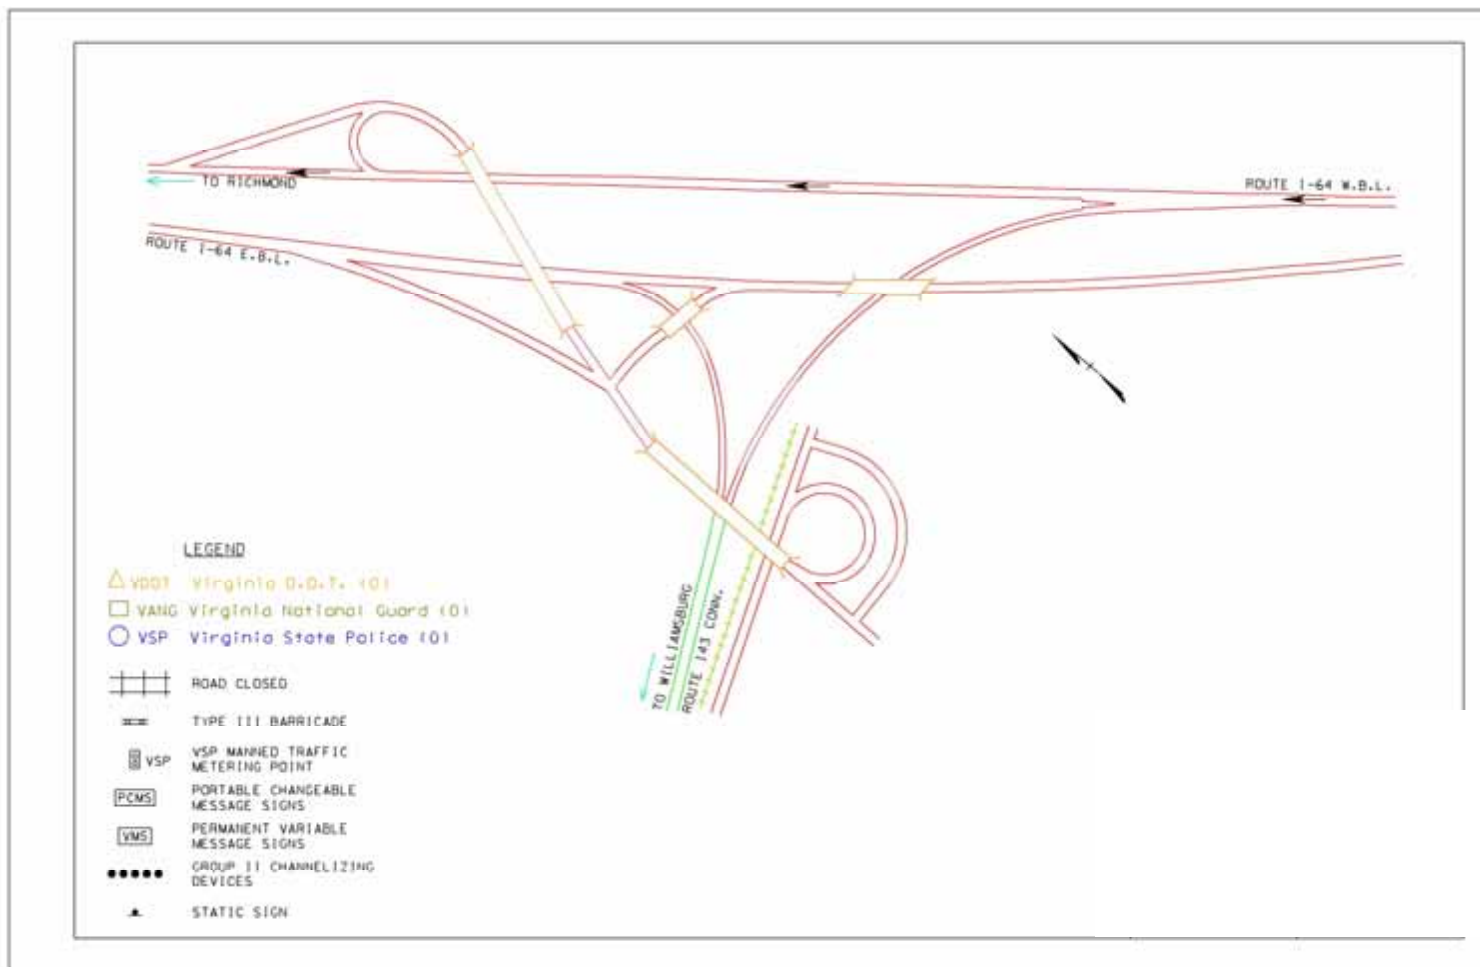 TO RICHMOND
ROUTE I-64 W.B.L.
ROUTE I-64 E.B.L.
TO WILLIAMSBURG
ROUTE 143 CONN.
LEGEND
VDOT Virginia D.O.T. (0)
VANG Virginia National Guard (0)
VSP Virginia State Police (0)
ROAD CLOSED
TYPE III BARRICADE
VSP
VSP MANNED TRAFFIC
METERING POINT
PCMS
PORTABLE CHANGEABLE
MESSAGE SIGNS
VMS
PERMANENT VARIABLE
MESSAGE SIGNS
GROUP II CHANNELIZING
DEVICES
STATIC SIGN